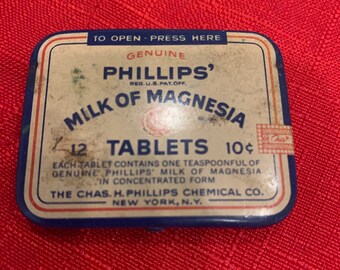 TO OPEN - PRESS HERE
GENUINE
PHILLIPS'
REG. U.S. PAT. OFF.
MILK OF MAGNESIA
12 TABLETS 10¢
EACH TABLET CONTAINS ONE TEASPOONFUL OF
GENUINE PHILLIPS' MILK OF MAGNESIA
IN CONCENTRATED FORM
THE CHAS. H. PHILLIPS CHEMICAL CO.
NEW YORK, N.Y.